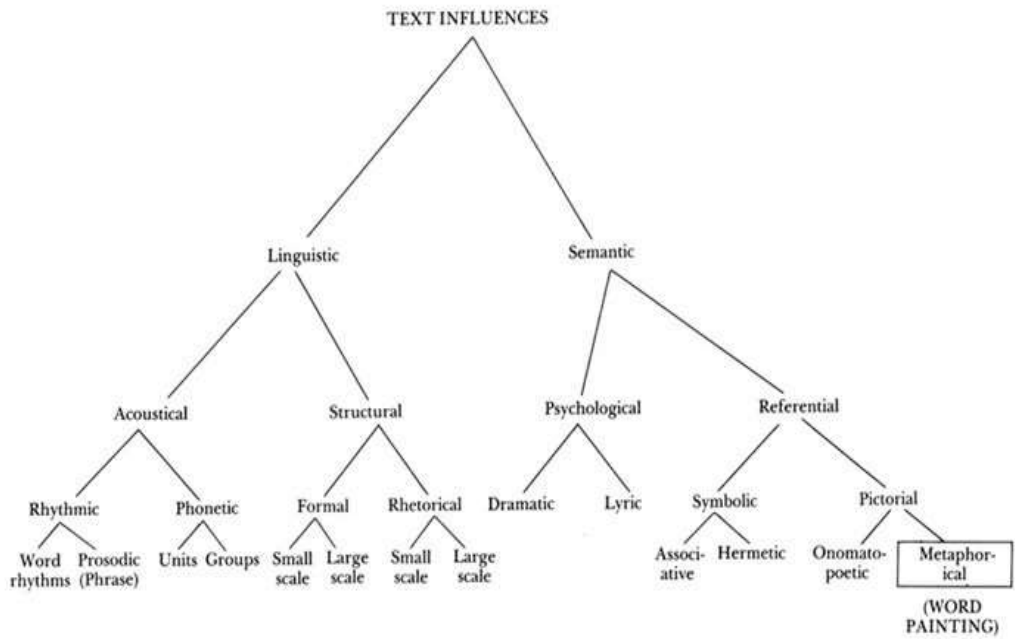 TEXT INFLUENCES
Linguistic
Semantic
Acoustical
Structural
Psychological
Referential
Rhythmic
Phonetic
Formal
Rhetorical
Dramatic
Lyric
Symbolic
Pictorial
Word
rhythms
Prosodic
(Phrase)
Units
Groups
Small
scale
Large
scale
Small
scale
Large
scale
Associ-
ative
Hermetic
Onomato-
poetic
Metaphor-
ical
(WORD
PAINTING)